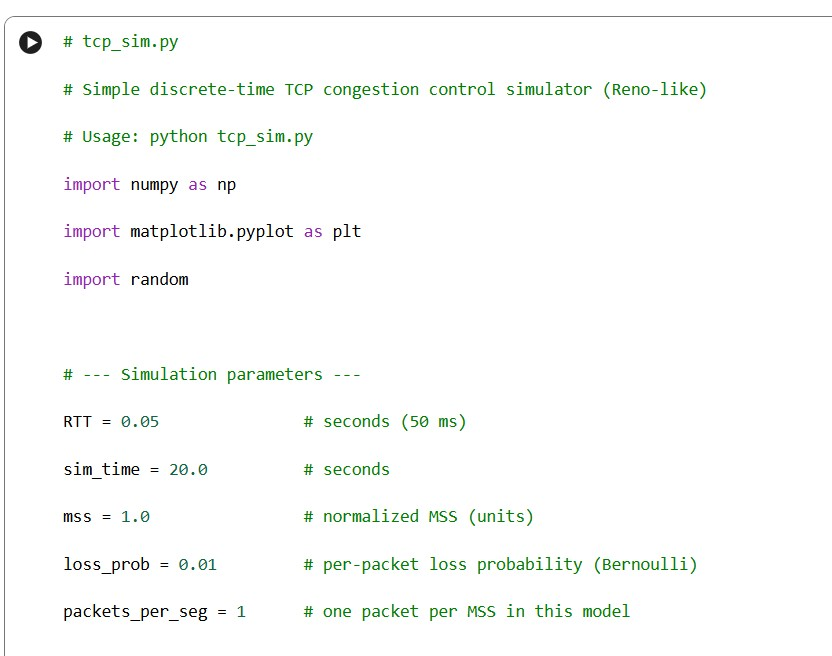 # tcp_sim.py
# Simple discrete-time TCP congestion control simulator (Reno-like)
# Usage: python tcp_sim.py
import numpy as np
import matplotlib.pyplot as plt
import random
# --- Simulation parameters ---
RTT = 0.05 # seconds (50 ms)
sim_time = 20.0 # seconds
mss = 1.0 # normalized MSS (units)
loss_prob = 0.01 # per-packet loss probability (Bernoulli)
packets_per_seg = 1 # one packet per MSS in this model